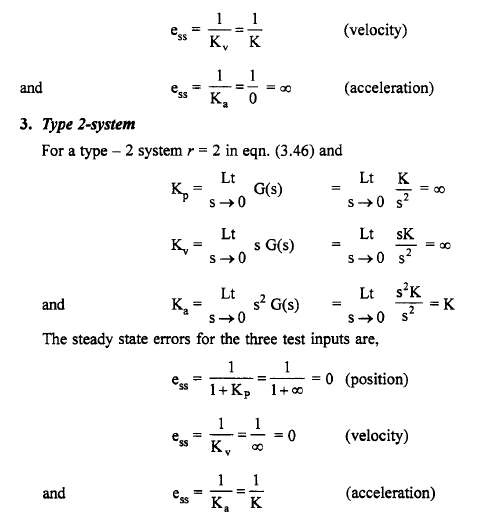 e_ss = 1/K_v = 1/K (velocity)
and e_ss = 1/K_a = 1/0 = ∞ (acceleration)
3. Type 2-system
For a type – 2 system r = 2 in eqn. (3.46) and
K_p = Lt s→0 G(s) = Lt s→0 K/s² = ∞
K_v = Lt s→0 s G(s) = Lt s→0 sK/s² = ∞
and K_a = Lt s→0 s² G(s) = Lt s→0 s²K/s² = K
The steady state errors for the three test inputs are,
e_ss = 1/(1+K_P) = 1/(1+∞) = 0 (position)
e_ss = 1/K_v = 1/∞ = 0 (velocity)
and e_ss = 1/K_a = 1/K (acceleration)